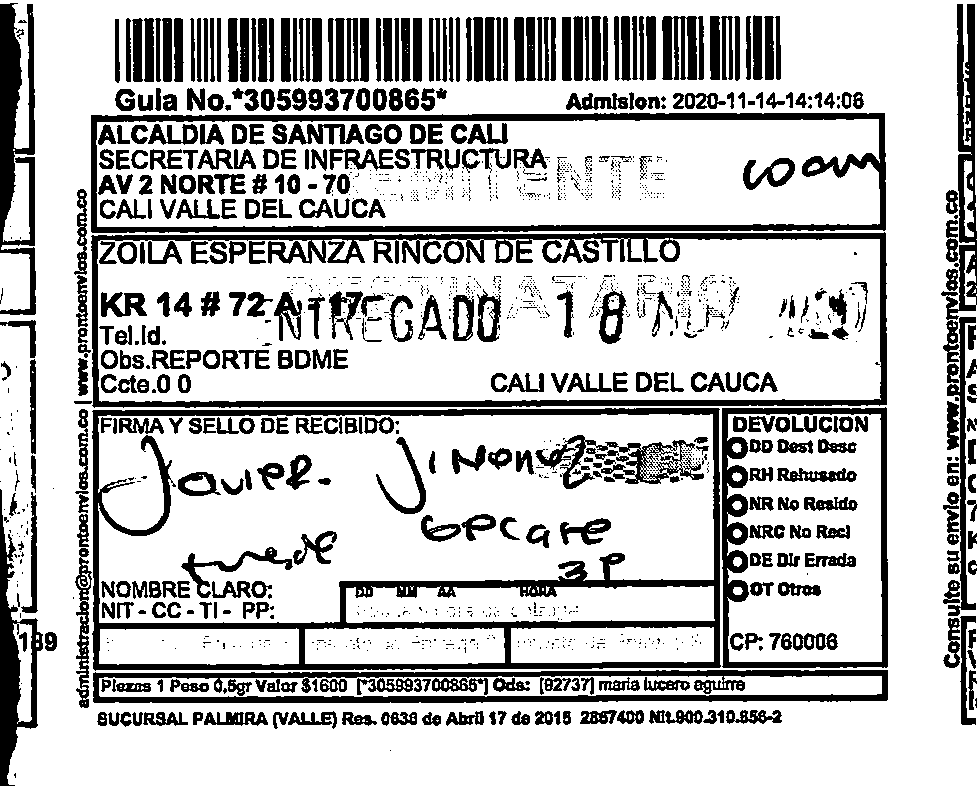 Guia No.*305993700865*
Admision: 2020-11-14-14:14:06
ALCALDIA DE SANTIAGO DE CALI
SECRETARIA DE INFRAESTRUCTURA
AV 2 NORTE # 10 - 70
CALI VALLE DEL CAUCA
REMITENTE
www.prontoenvios.com.co
ZOILA ESPERANZA RINCON DE CASTILLO
DESTINATARIO
KR 14 # 72 A - 17
ENTREGADO 18
Tel.Id.
Obs.REPORTE BDME
Ccte.0 0
CALI VALLE DEL CAUCA
administracion@prontoenvios.com.co
FIRMA Y SELLO DE RECIBIDO:
Javier
3P
NOMBRE CLARO:
NIT - CC - TI - PP:
DD MM AA HORA
DEVOLUCION
DD Dest Desc
RH Rehusado
NR No Resido
NRC No Recl
DE Dir Errada
OT Otros
CP: 760006
Piezas 1 Peso 0,5gr Valor $1600 [*305993700865*] Ods: [82737] maria lucero aguirre
SUCURSAL PALMIRA (VALLE) Res. 0636 de Abril 17 de 2015 2867400 Nit.900.310.856-2
189
Consulte su envio en: www.prontoenvios.com.co